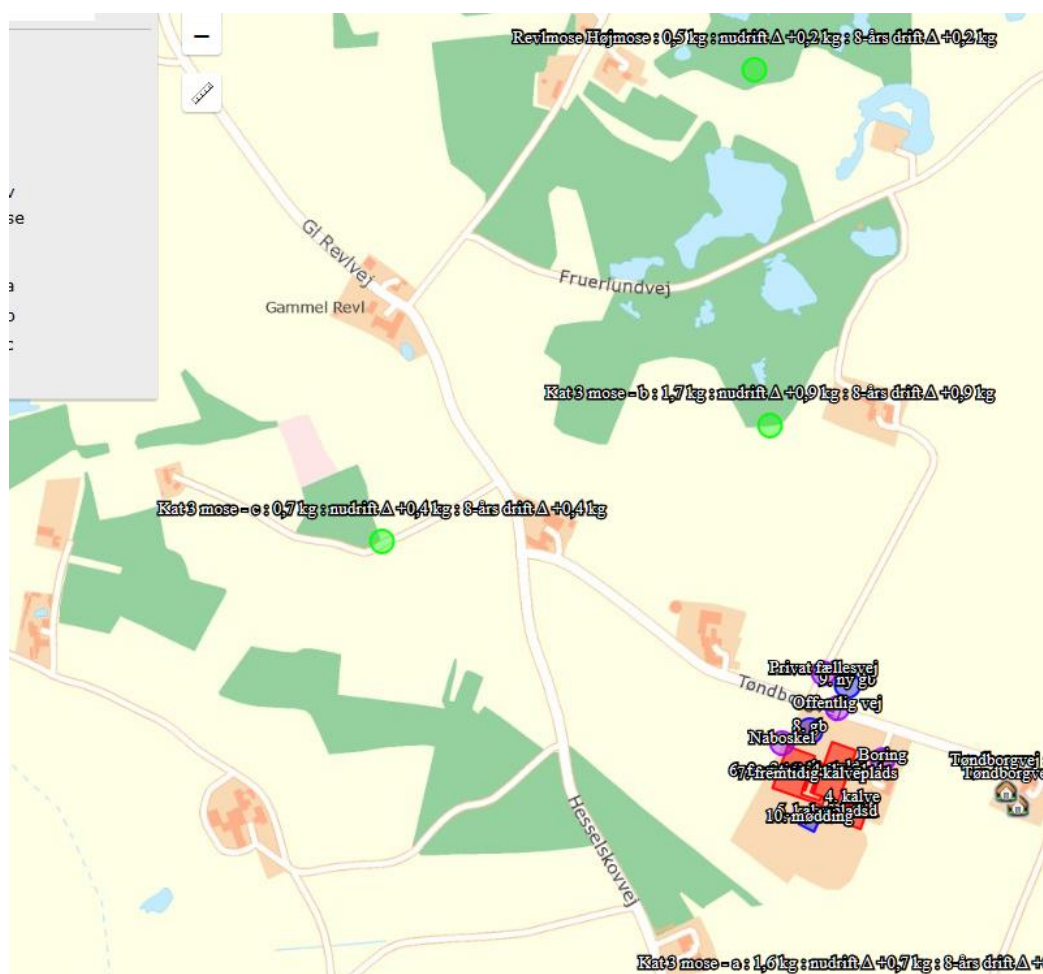 Revlmose Højmose : 0,5 kg : nudrift Δ +0,2 kg : 8-års drift Δ +0,2 kg
v
se
Gl Revlvej
a
Fruerlundvej
Gammel Revl
o
c
Kat 3 mose - b : 1,7 kg : nudrift Δ +0,9 kg : 8-års drift Δ +0,9 kg
Kat 3 mose - c : 0,7 kg : nudrift Δ +0,4 kg : 8-års drift Δ +0,4 kg
Privat fællesvej
9. ny gb
Offentlig vej
8. gb
Naboskel
Boring
Tøndborgvej
7. fremtidig kalveplads
4. kalve
10. mødding
Hesselskovvej
Kat 3 mose - a : 1,6 kg : nudrift Δ +0,7 kg : 8-års drift Δ +